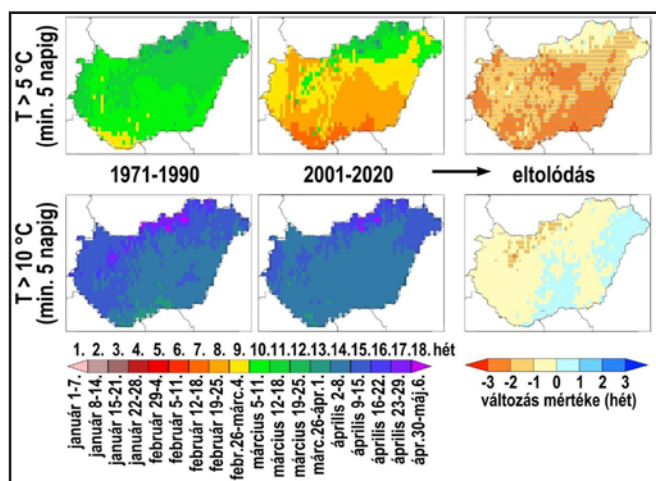 T > 5 °C
(min. 5 napig)
1971-1990
2001-2020
eltolódás
T > 10 °C
(min. 5 napig)
1. 2. 3. 4. 5. 6. 7. 8. 9. 10. 11. 12. 13. 14. 15. 16. 17. 18. hét
január 1-7.
január 8-14.
január 15-21.
január 22-28.
február 29-4.
február 5-11.
február 12-18.
február 19-25.
febr.26-márc.4.
március 5-11.
március 12-18.
március 19-25
márc.26-ápr.1.
április 2-8.
április 9-15.
április 16-22.
április 23-29.
ápr.30-máj.6.
-3 -2 -1 0 1 2 3
változás mértéke (hét)